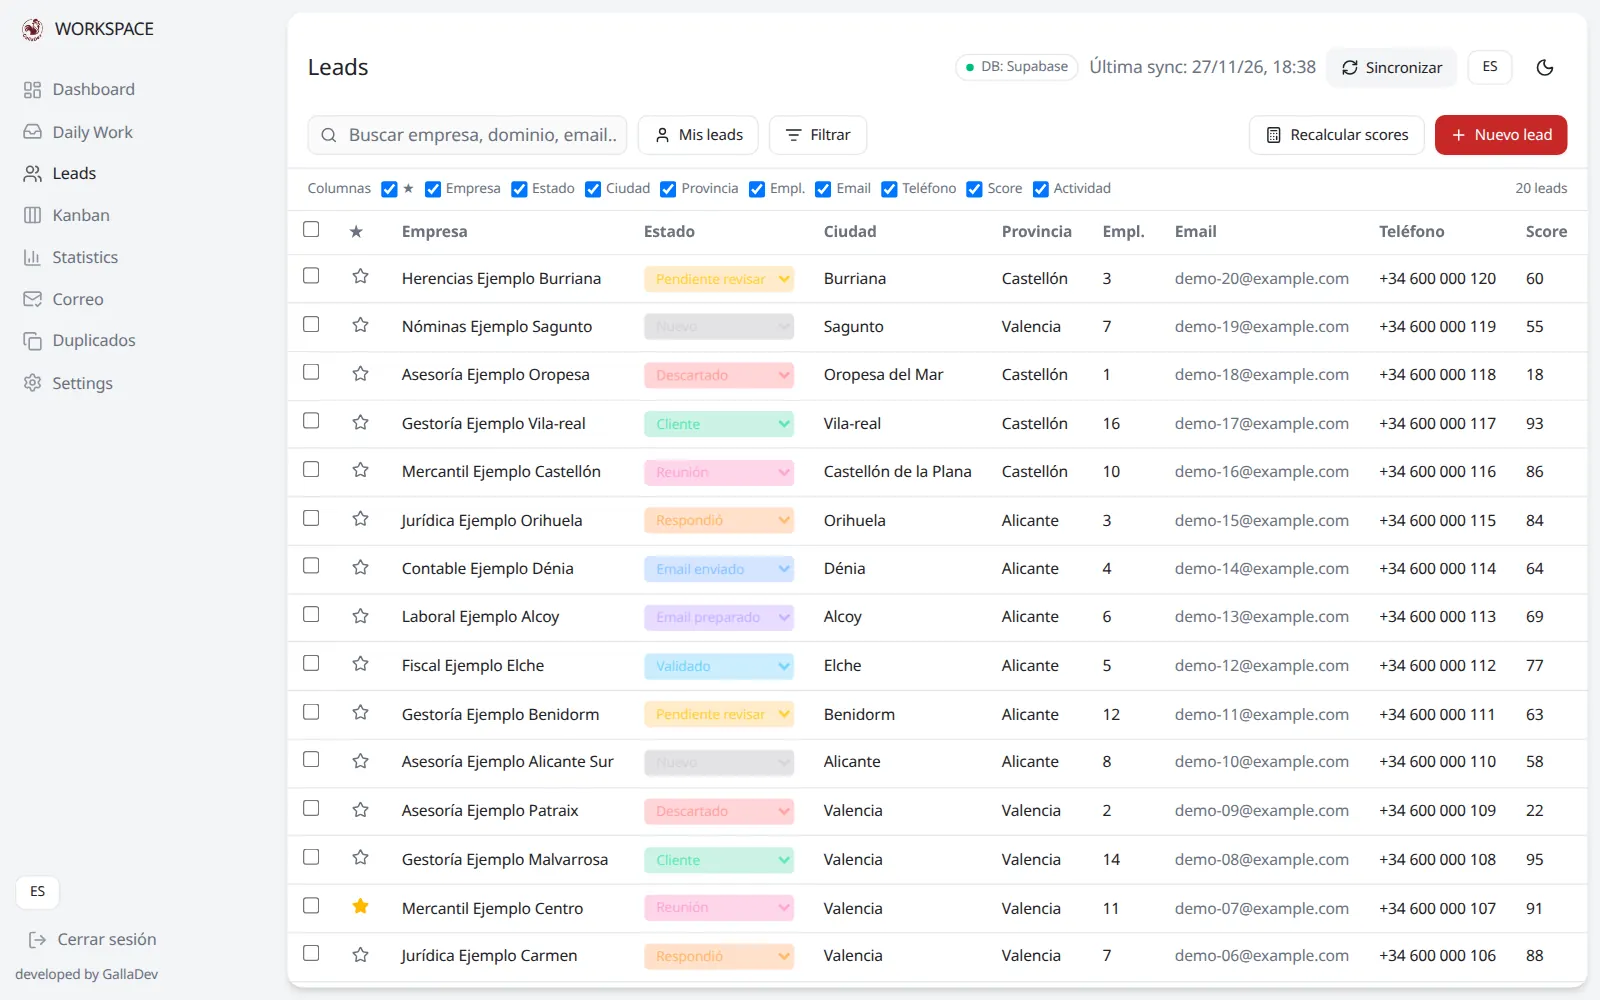 WORKSPACE
Dashboard
Daily Work
Leads
Kanban
Statistics
Correo
Duplicados
Settings
ES
Cerrar sesión
developed by GallaDev
Leads
DB: Supabase Última sync: 27/11/26, 18:38 Sincronizar ES
Buscar empresa, dominio, email.. Mis leads Filtrar Recalcular scores + Nuevo lead
Columnas ★ Empresa Estado Ciudad Provincia Empl. Email Teléfono Score Actividad 20 leads
★ Empresa Estado Ciudad Provincia Empl. Email Teléfono Score
Herencias Ejemplo Burriana Pendiente revisar Burriana Castellón 3 demo-20@example.com +34 600 000 120 60
Nóminas Ejemplo Sagunto Nuevo Sagunto Valencia 7 demo-19@example.com +34 600 000 119 55
Asesoría Ejemplo Oropesa Descartado Oropesa del Mar Castellón 1 demo-18@example.com +34 600 000 118 18
Gestoría Ejemplo Vila-real Cliente Vila-real Castellón 16 demo-17@example.com +34 600 000 117 93
Mercantil Ejemplo Castellón Reunión Castellón de la Plana Castellón 10 demo-16@example.com +34 600 000 116 86
Jurídica Ejemplo Orihuela Respondió Orihuela Alicante 3 demo-15@example.com +34 600 000 115 84
Contable Ejemplo Dénia Email enviado Dénia Alicante 4 demo-14@example.com +34 600 000 114 64
Laboral Ejemplo Alcoy Email preparado Alcoy Alicante 6 demo-13@example.com +34 600 000 113 69
Fiscal Ejemplo Elche Validado Elche Alicante 5 demo-12@example.com +34 600 000 112 77
Gestoría Ejemplo Benidorm Pendiente revisar Benidorm Alicante 12 demo-11@example.com +34 600 000 111 63
Asesoría Ejemplo Alicante Sur Nuevo Alicante Alicante 8 demo-10@example.com +34 600 000 110 58
Asesoría Ejemplo Patraix Descartado Valencia Valencia 2 demo-09@example.com +34 600 000 109 22
Gestoría Ejemplo Malvarrosa Cliente Valencia Valencia 14 demo-08@example.com +34 600 000 108 95
Mercantil Ejemplo Centro Reunión Valencia Valencia 11 demo-07@example.com +34 600 000 107 91
Jurídica Ejemplo Carmen Respondió Valencia Valencia 7 demo-06@example.com +34 600 000 106 88